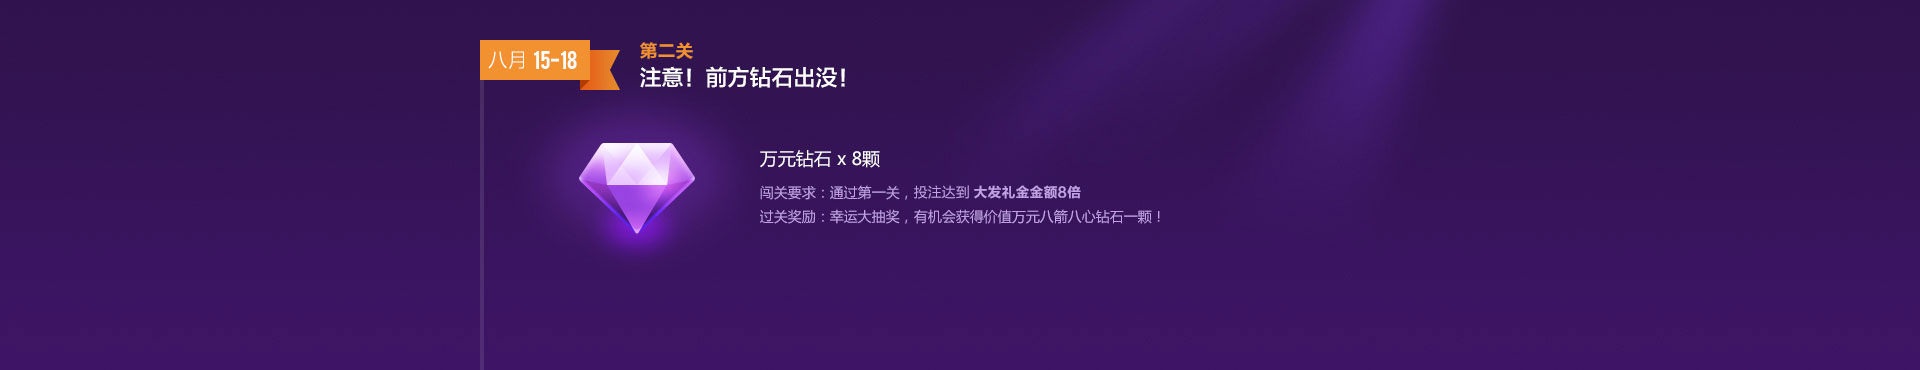 八月 15-18
第二关
注意！前方钻石出没！
万元钻石 x 8颗
闯关要求：通过第一关，投注达到 大发礼金金额8倍
过关奖励：幸运大抽奖，有机会获得价值万元八箭八心钻石一颗！